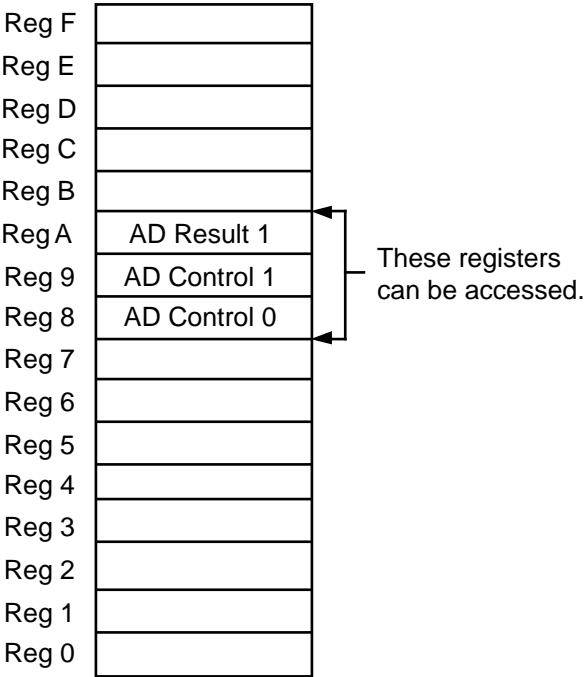 Reg F
Reg E
Reg D
Reg C
Reg B
Reg A AD Result 1
Reg 9 AD Control 1
Reg 8 AD Control 0
These registers
can be accessed.
Reg 7
Reg 6
Reg 5
Reg 4
Reg 3
Reg 2
Reg 1
Reg 0